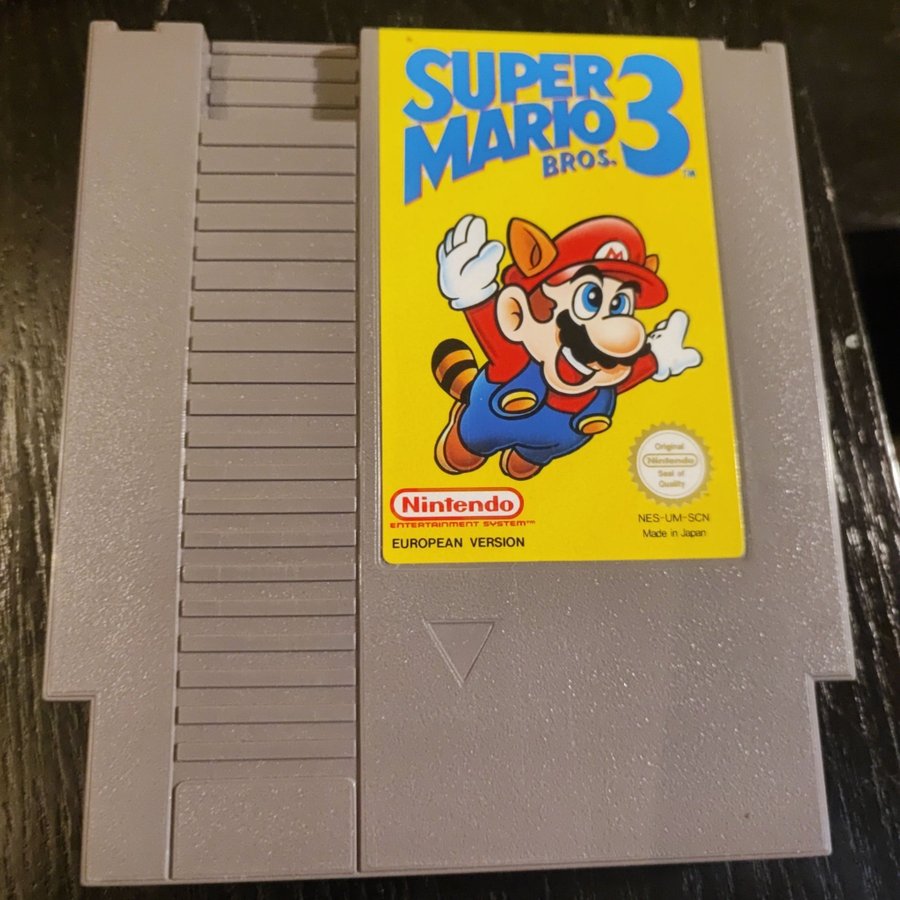 SUPER
MARIO 3
BROS.™
M
Original
Nintendo
Seal of
Quality
Nintendo
ENTERTAINMENT SYSTEM™
EUROPEAN VERSION
NES-UM-SCN
Made in Japan